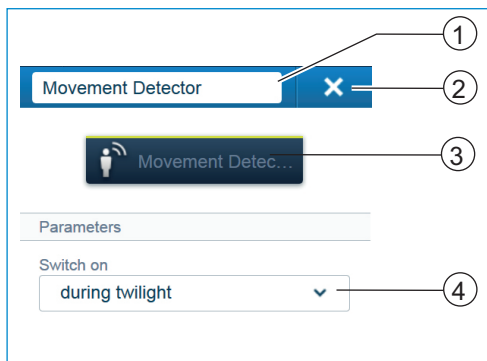 1
Movement Detector
2
Movement Detec...
3
Parameters
Switch on
during twilight
4